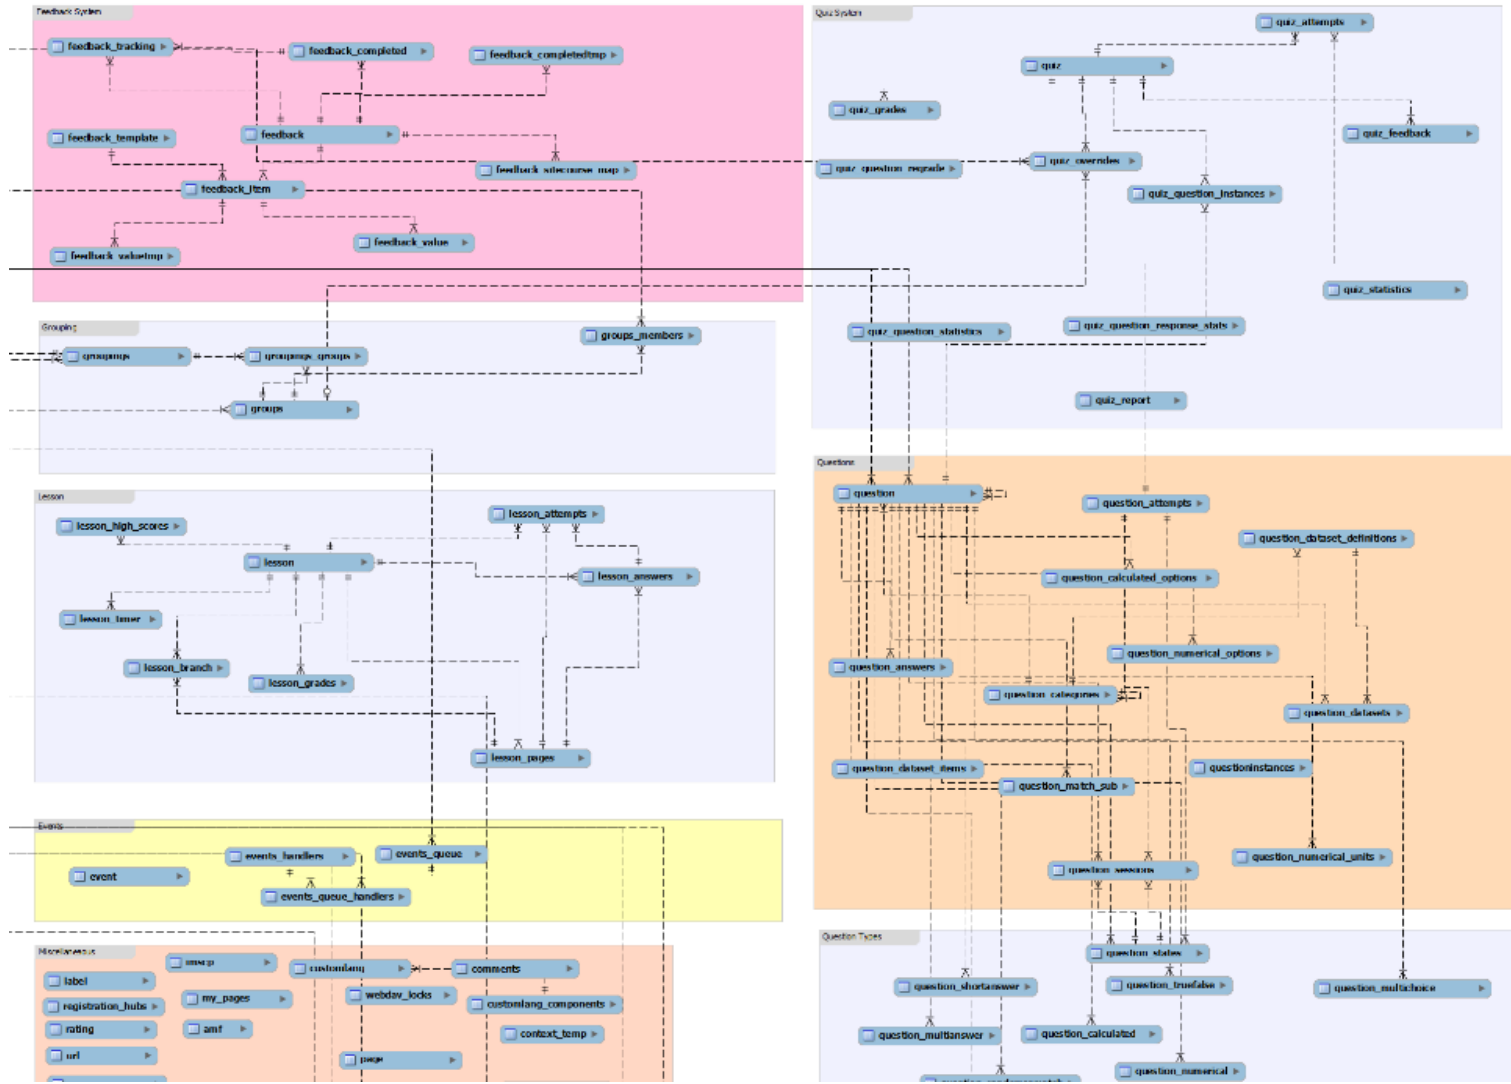 Feedback System
feedback_tracking
feedback_completed
feedback_completedtmp
feedback_template
feedback
feedback_sitecourse_map
feedback_item
feedback_value
feedback_valuetmp
Quiz System
quiz_attempts
quiz
quiz_grades
quiz_feedback
quiz_question_regrade
quiz_overrides
quiz_question_instances
quiz_statistics
quiz_question_statistics
quiz_question_response_stats
quiz_report
Grouping
groups_members
groupings
groupings_groups
groups
Lesson
lesson_high_scores
lesson_attempts
lesson
lesson_answers
lesson_timer
lesson_branch
lesson_grades
lesson_pages
Questions
question
question_attempts
question_dataset_definitions
question_calculated_options
question_numerical_options
question_answers
question_categories
question_datasets
question_dataset_items
questioninstances
question_match_sub
question_numerical_units
question_sessions
Events
events_handlers
events_queue
event
events_queue_handlers
Miscellaneous
label
imscp
customlang
comments
registration_hubs
my_pages
webdav_locks
customlang_components
rating
amf
context_temp
url
page
Question Types
question_states
question_shortanswer
question_truefalse
question_multichoice
question_multianswer
question_calculated
question_numerical